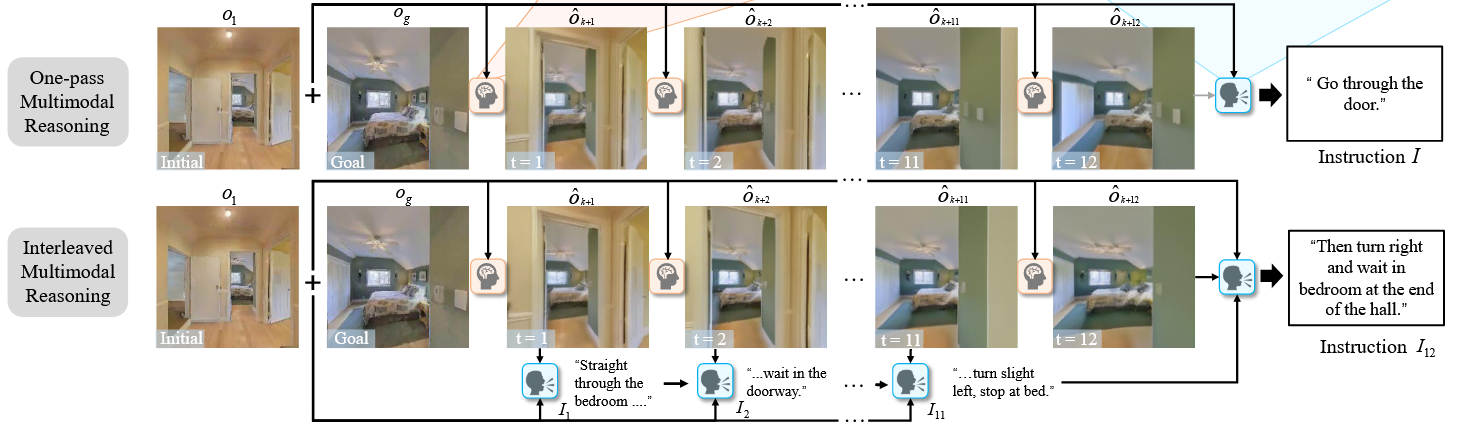 o1 og ôk+1 ôk+2 ... ôk+11 ôk+12
One-pass
Multimodal
Reasoning
+
...
Initial Goal t = 1 t = 2 t = 11 t = 12
“ Go through the
door.”
Instruction I
...
o1 og ôk+1 ôk+2 ôk+11 ôk+12
Interleaved
Multimodal
Reasoning
+
...
Initial Goal t = 1 t = 2 t = 11 t = 12
“Then turn right
and wait in
bedroom at the end
of the hall.”
Instruction I12
“Straight
through the
bedroom ....”
I1
“...wait in the
doorway.”
I2
...
“…turn slight
left, stop at bed.”
I11
...